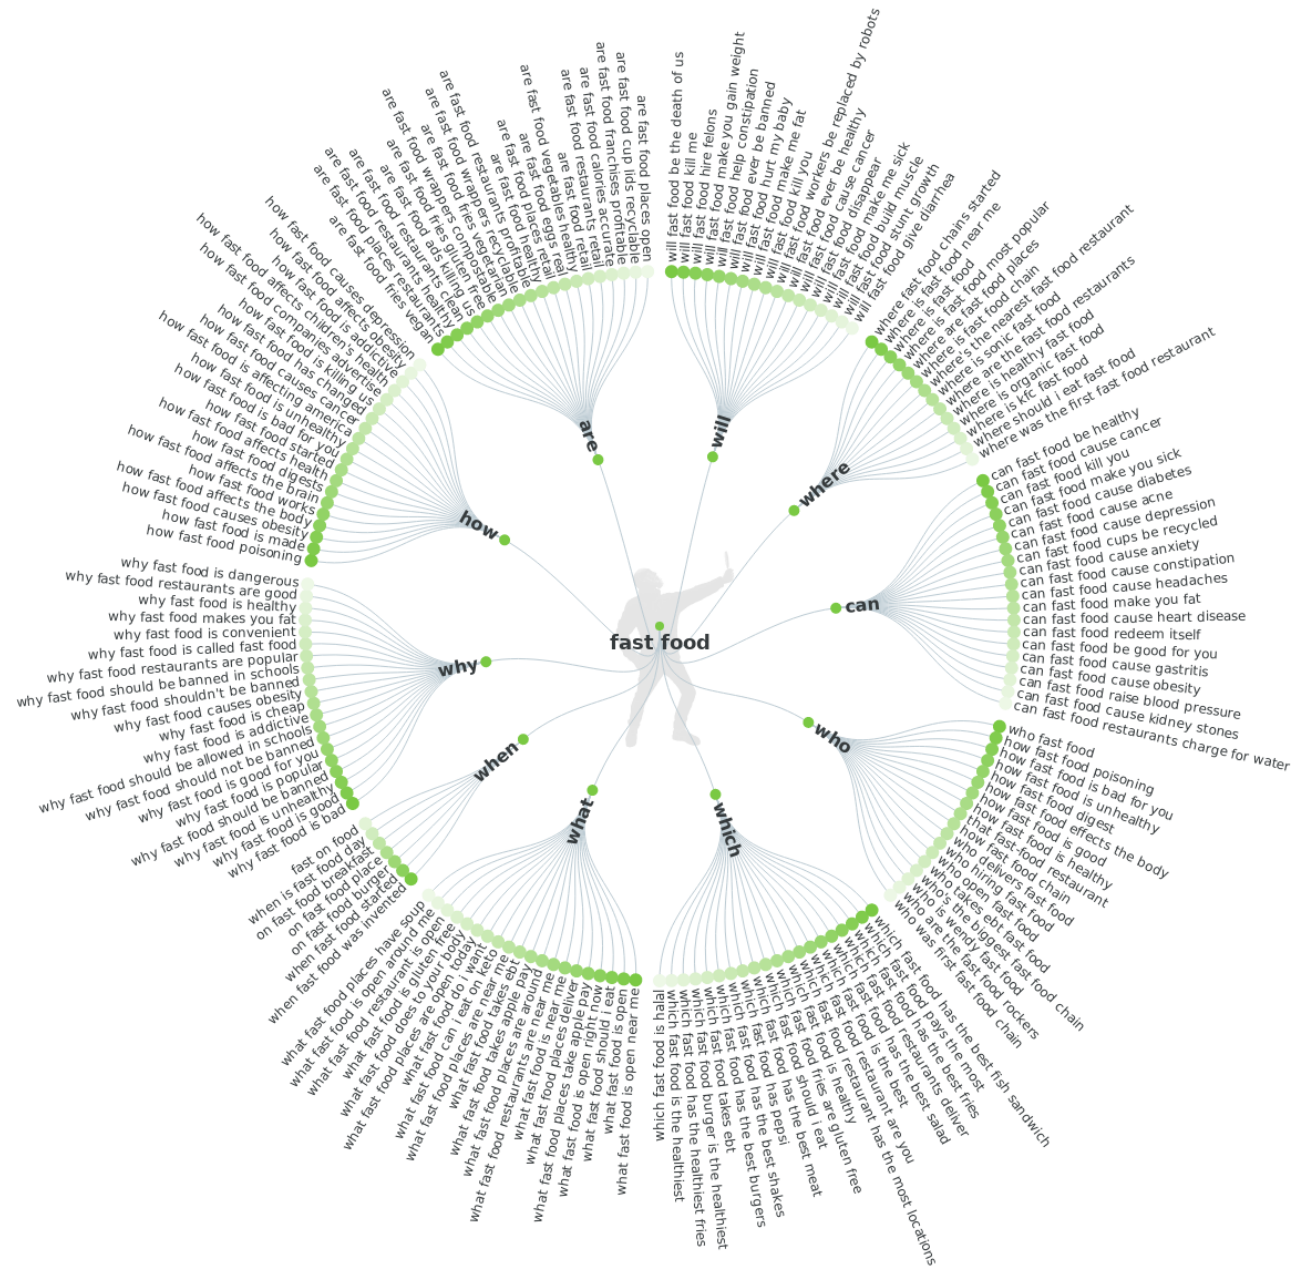 fast food
will
will fast food be the death of us
will fast food kill me
will fast food hire felons
will fast food make you gain weight
will fast food help constipation
will fast food ever be banned
will fast food hurt my baby
will fast food make me fat
will fast food kill you
will fast food workers be replaced by robots
will fast food cause cancer
will fast food ever be healthy
will fast food disappear
will fast food make me sick
will fast food build muscle
will fast food stunt growth
will fast food give diarrhea
where
where fast food chains started
where is fast food near me
where is fast food
where is fast food most popular
where are fast food places
where is fast food chain
where's the nearest fast food restaurant
where is sonic fast food
where are the fast food restaurants
where is healthy fast food
where is organic fast food
where is kfc fast food
where should i eat fast food
where was the first fast food restaurant
can
can fast food be healthy
can fast food cause cancer
can fast food kill you
can fast food make you sick
can fast food cause diabetes
can fast food cause acne
can fast food cause depression
can fast food cups be recycled
can fast food cause anxiety
can fast food cause constipation
can fast food cause headaches
can fast food make you fat
can fast food cause heart disease
can fast food redeem itself
can fast food be good for you
can fast food cause gastritis
can fast food cause obesity
can fast food raise blood pressure
can fast food cause kidney stones
can fast food restaurants charge for water
who
who fast food
how fast food poisoning
how fast food is bad for you
how fast food is unhealthy
how fast food digest
how fast food effects the body
how fast food is good
how fast food is healthy
that fast food chain
how fast food restaurant
who delivers fast food
who hiring fast food
who open fast food
who takes ebt fast food
who's the biggest fast food chain
who is wendy fast food
who are the fast food rockers
who was first fast food chain
which
which fast food has the best fish sandwich
which fast food pays the most
which fast food has the best fries
which fast food restaurants deliver
which fast food has the best salad
which fast food is the best
which fast food restaurant are you
which fast food restaurant has the most locations
which fast food is healthy
which fast food fries are gluten free
which fast food should i eat
which fast food has the best meat
which fast food has pepsi
which fast food has the best shakes
which fast food has the best burgers
which fast food takes ebt
which fast food burger is the healthiest
which fast food has the healthiest fries
which fast food is the healthiest
which fast food is halal
what
what fast food is open near me
what fast food is open
what fast food should i eat
what fast food is open right now
what fast food places take apple pay
what fast food places deliver
what fast food is near me
what fast food restaurants are near me
what fast food places are around
what fast food takes apple pay
what fast food takes ebt
what fast food places are near me
what fast food can i eat on keto
what fast food do i want
what fast food places are open today
what fast food does to your body
what fast food is gluten free
what fast food restaurant is open
what fast food is open around me
what fast food places have soup
when
when fast food was invented
when fast food started
on fast food burger
on fast food place
on fast food breakfast
when is fast food day
fast on food
why
why fast food is bad
why fast food is good
why fast food is unhealthy
why fast food should be banned
why fast food is popular
why fast food is good for you
why fast food should not be banned
why fast food should be allowed in schools
why fast food is addictive
why fast food is cheap
why fast food causes obesity
why fast food shouldn't be banned
why fast food should be banned in schools
why fast food restaurants are popular
why fast food is called fast food
why fast food is convenient
why fast food makes you fat
why fast food is healthy
why fast food restaurants are good
why fast food is dangerous
how
how fast food poisoning
how fast food is made
how fast food causes obesity
how fast food affects the body
how fast food works
how fast food affects the brain
how fast food digests
how fast food affects health
how fast food started
how fast food is bad for you
how fast food is unhealthy
how fast food is affecting america
how fast food causes cancer
how fast food has changed
how fast food is killing us
how fast food companies advertise
how fast food affects children's health
how fast food is addictive
how fast food affects obesity
how fast food causes depression
are
are fast food fries vegan
are fast food places restaurants
are fast food restaurants healthy
are fast food restaurants clean
are fast food ads killing us
are fast food fries gluten free
are fast food wrappers compostable
are fast food fries vegetarian
are fast food wrappers recyclable
are fast food restaurants profitable
are fast food healthy
are fast food places retail
are fast food eggs real
are fast food vegetables healthy
are fast food retail
are fast food restaurants retail
are fast food calories accurate
are fast food franchises profitable
are fast food cup lids recyclable
are fast food places open